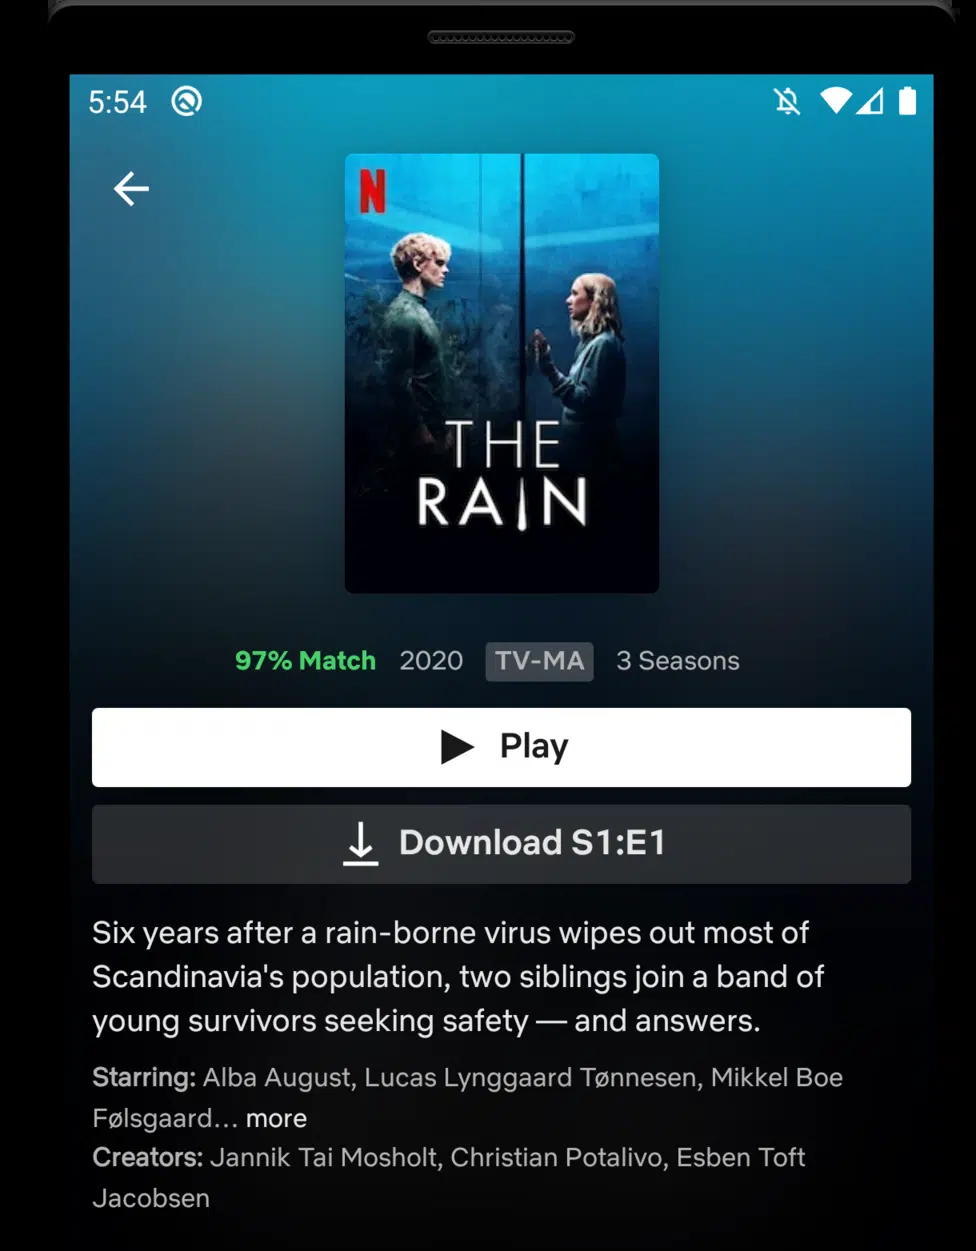 5:54
N
THE
RAIN
97% Match 2020 TV-MA 3 Seasons
Play
Download S1:E1
Six years after a rain-borne virus wipes out most of
Scandinavia's population, two siblings join a band of
young survivors seeking safety — and answers.
Starring: Alba August, Lucas Lynggaard Tønnesen, Mikkel Boe
Følsgaard... more
Creators: Jannik Tai Mosholt, Christian Potalivo, Esben Toft
Jacobsen